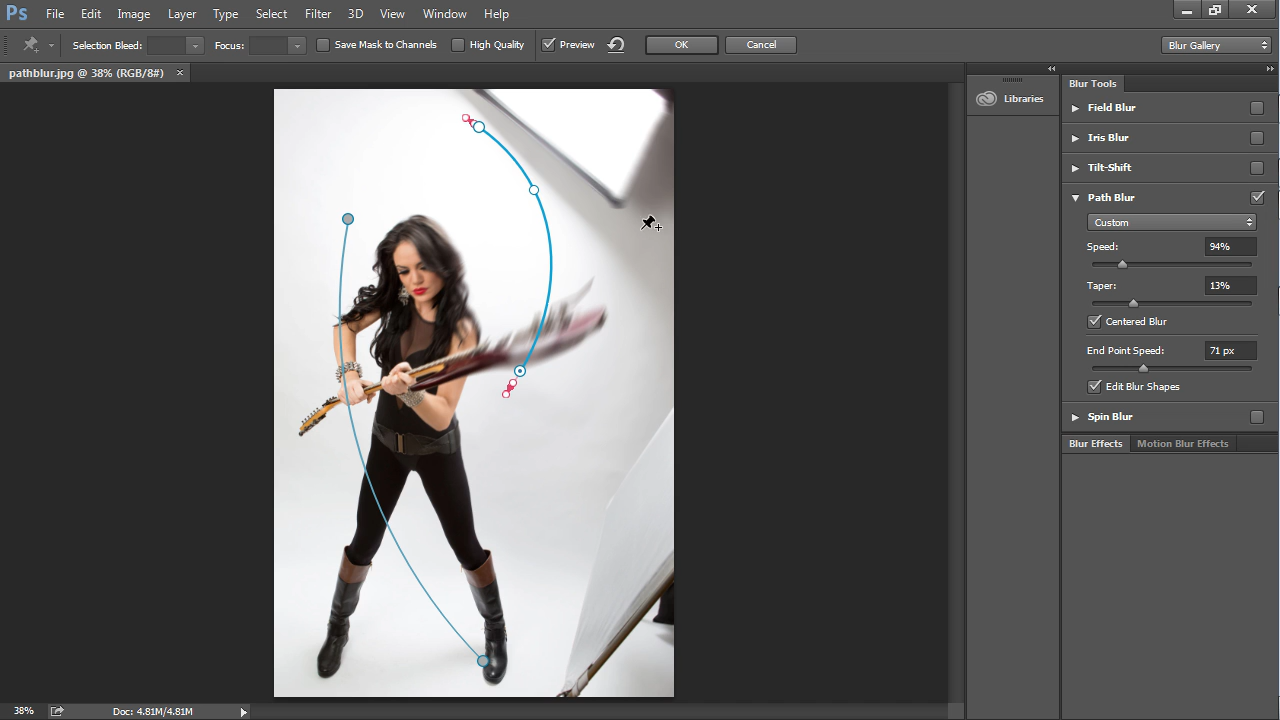 Ps File Edit Image Layer Type Select Filter 3D View Window Help
Selection Bleed: Focus: Save Mask to Channels High Quality Preview OK Cancel Blur Gallery
pathblur.jpg @ 38% (RGB/8#) ×
Libraries
Blur Tools
Field Blur
Iris Blur
Tilt-Shift
Path Blur
Custom
Speed: 94%
Taper: 13%
Centered Blur
End Point Speed: 71 px
Edit Blur Shapes
Spin Blur
Blur Effects Motion Blur Effects
38% Doc: 4.81M/4.81M